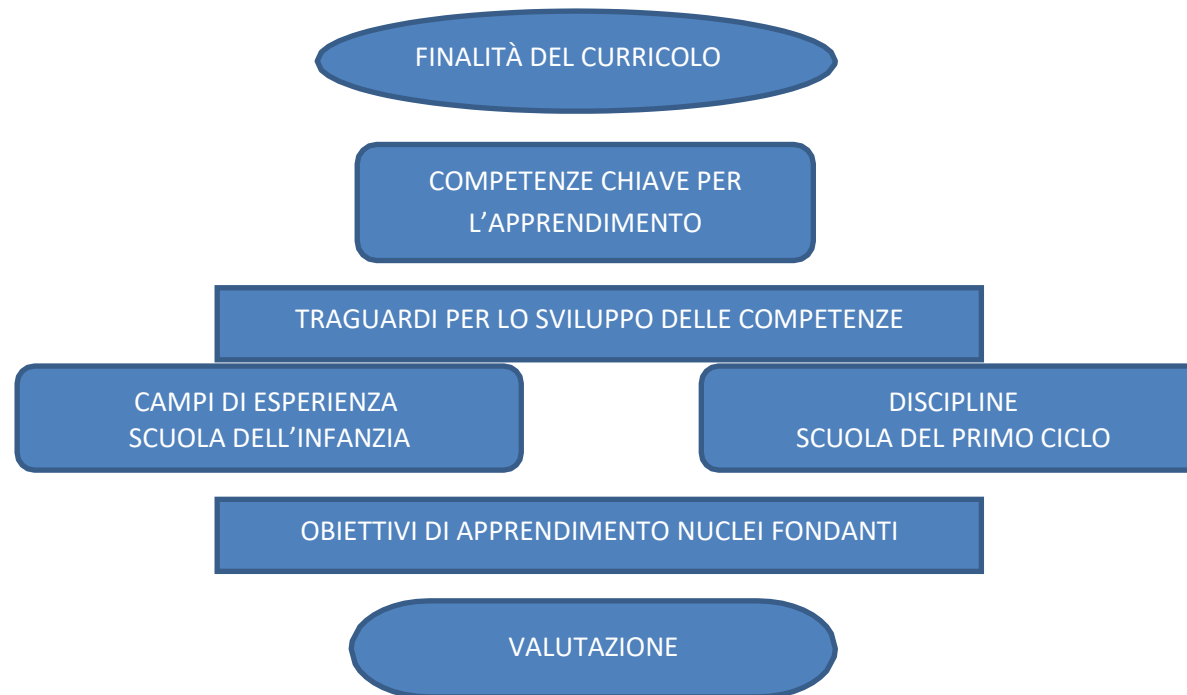 FINALITÀ DEL CURRICOLO
COMPETENZE CHIAVE PER
L’APPRENDIMENTO
TRAGUARDI PER LO SVILUPPO DELLE COMPETENZE
CAMPI DI ESPERIENZA
SCUOLA DELL’INFANZIA
DISCIPLINE
SCUOLA DEL PRIMO CICLO
OBIETTIVI DI APPRENDIMENTO NUCLEI FONDANTI
VALUTAZIONE